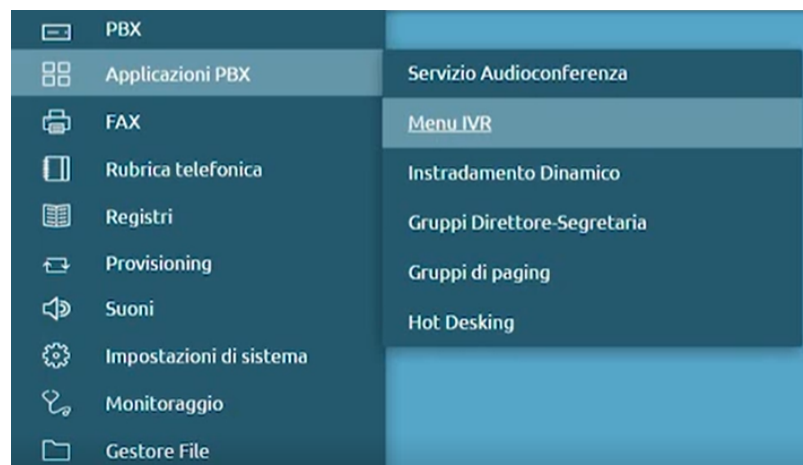 PBX
Applicazioni PBX
FAX
Rubrica telefonica
Registri
Provisioning
Suoni
Impostazioni di sistema
Monitoraggio
Gestore File
Servizio Audioconferenza
Menu IVR
Instradamento Dinamico
Gruppi Direttore-Segretaria
Gruppi di paging
Hot Desking